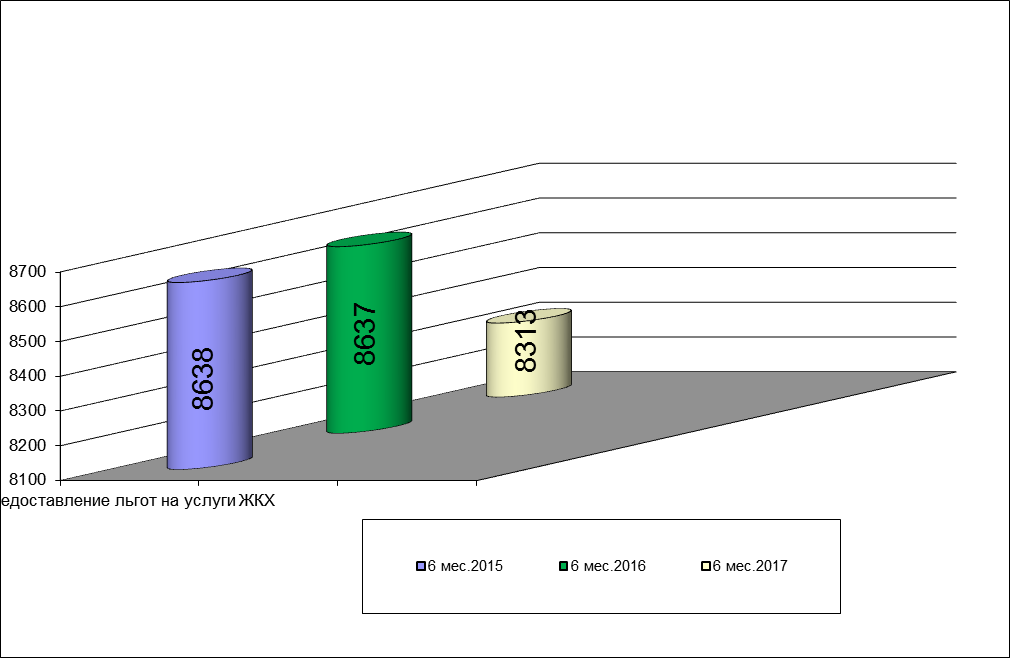 8700
8600
8500
8400
8300
8200
8100
8638
8637
8313
едоставление льгот на услуги ЖКХ
6 мес.2015
6 мес.2016
6 мес.2017